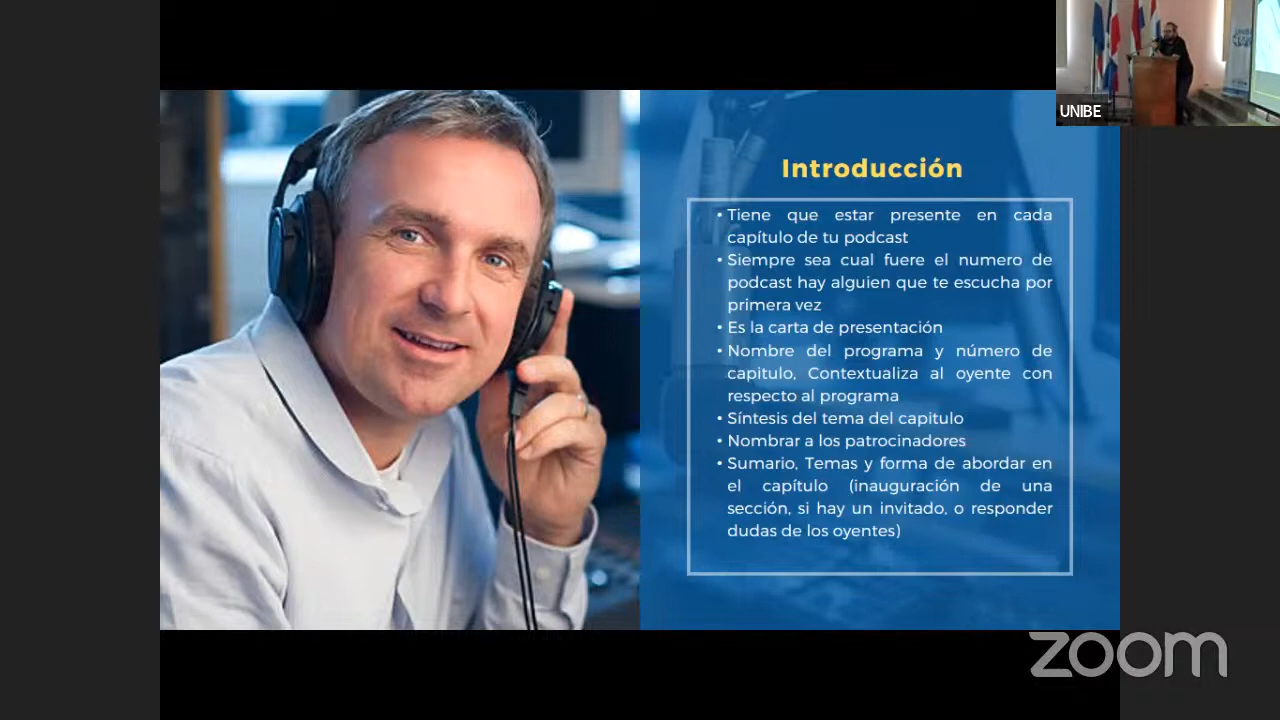 UNIBE
Introducción
• Tiene que estar presente en cada
capítulo de tu podcast
• Siempre sea cual fuere el numero de
podcast hay alguien que te escucha por
primera vez
• Es la carta de presentación
• Nombre del programa y número de
capitulo, Contextualiza al oyente con
respecto al programa
• Síntesis del tema del capitulo
• Nombrar a los patrocinadores
• Sumario, Temas y forma de abordar en
el capítulo (inauguración de una
sección, si hay un invitado, o responder
dudas de los oyentes)
zoom